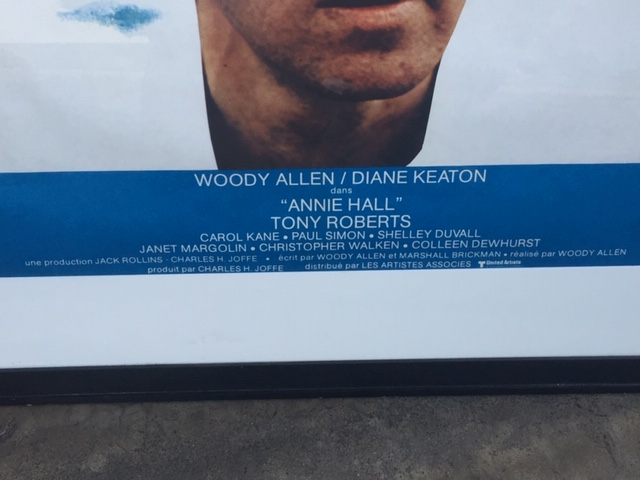 WOODY ALLEN / DIANE KEATON
dans
"ANNIE HALL"
TONY ROBERTS
CAROL KANE • PAUL SIMON • SHELLEY DUVALL
JANET MARGOLIN • CHRISTOPHER WALKEN • COLLEEN DEWHURST
une production JACK ROLLINS - CHARLES H. JOFFE • écrit par WOODY ALLEN et MARSHALL BRICKMAN • réalisé par WOODY ALLEN
produit par CHARLES H. JOFFE distribué par LES ARTISTES ASSOCIES United Artists